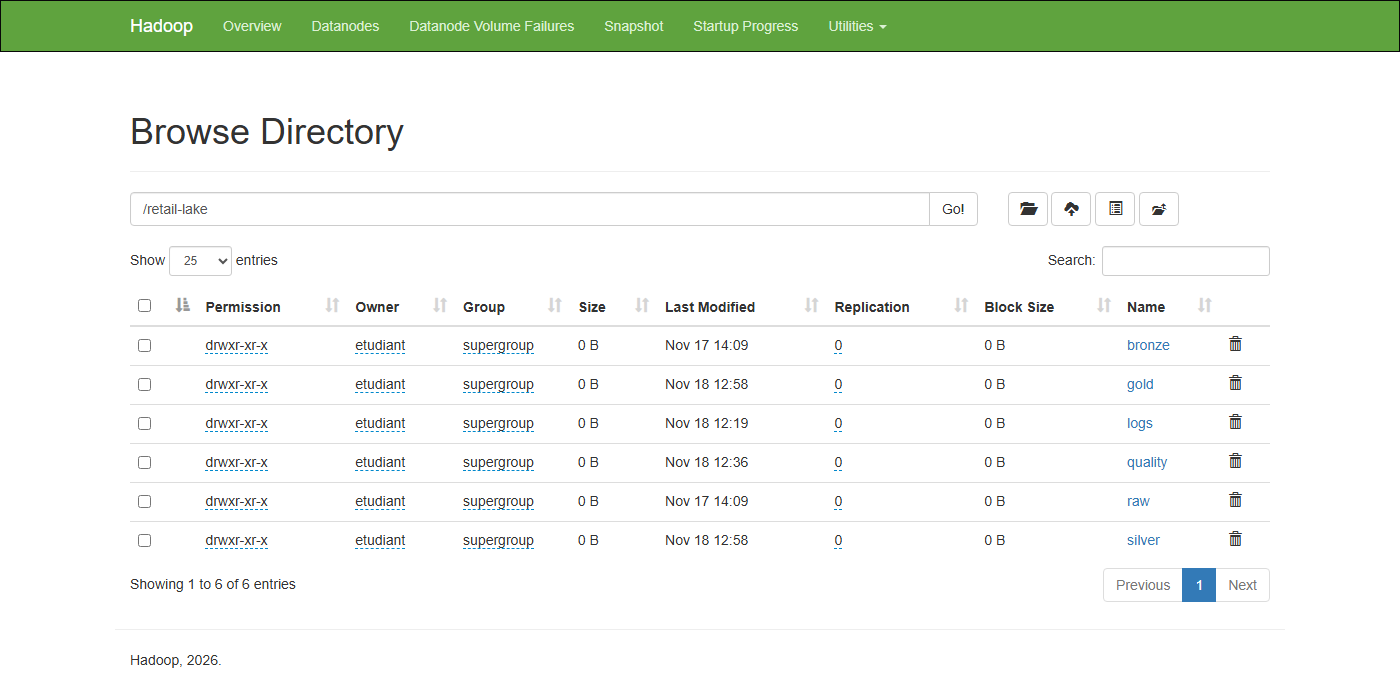 Hadoop Overview Datanodes Datanode Volume Failures Snapshot Startup Progress Utilities
Browse Directory
/retail-lake Go!
Show 25 entries Search:
Permission Owner Group Size Last Modified Replication Block Size Name
drwxr-xr-x etudiant supergroup 0 B Nov 17 14:09 0 0 B bronze
drwxr-xr-x etudiant supergroup 0 B Nov 18 12:58 0 0 B gold
drwxr-xr-x etudiant supergroup 0 B Nov 18 12:19 0 0 B logs
drwxr-xr-x etudiant supergroup 0 B Nov 18 12:36 0 0 B quality
drwxr-xr-x etudiant supergroup 0 B Nov 17 14:09 0 0 B raw
drwxr-xr-x etudiant supergroup 0 B Nov 18 12:58 0 0 B silver
Showing 1 to 6 of 6 entries Previous 1 Next
Hadoop, 2026.